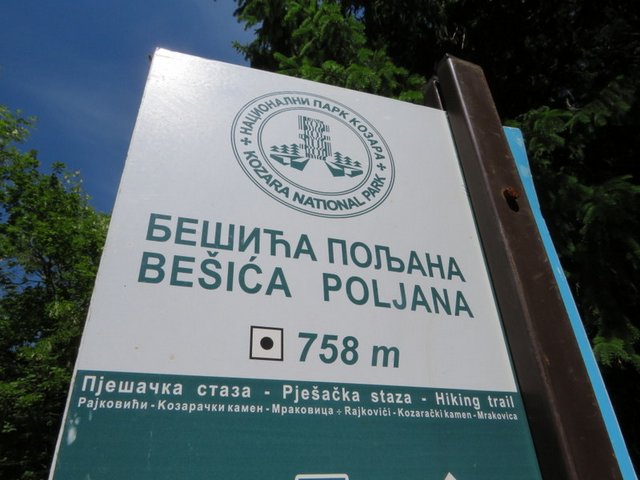 + НАЦИОНАЛНИ ПАРК КОЗАРА +
KOZARA NATIONAL PARK
БЕШИЋА ПОЉАНА
BEŠIĆA POLJANA
758 m
Пјешачка стаза - Pješačka staza - Hiking trail
Рајковићи - Козарачки камен - Мраковица ÷ Rajkovići - Kozarački kamen - Mrakovica